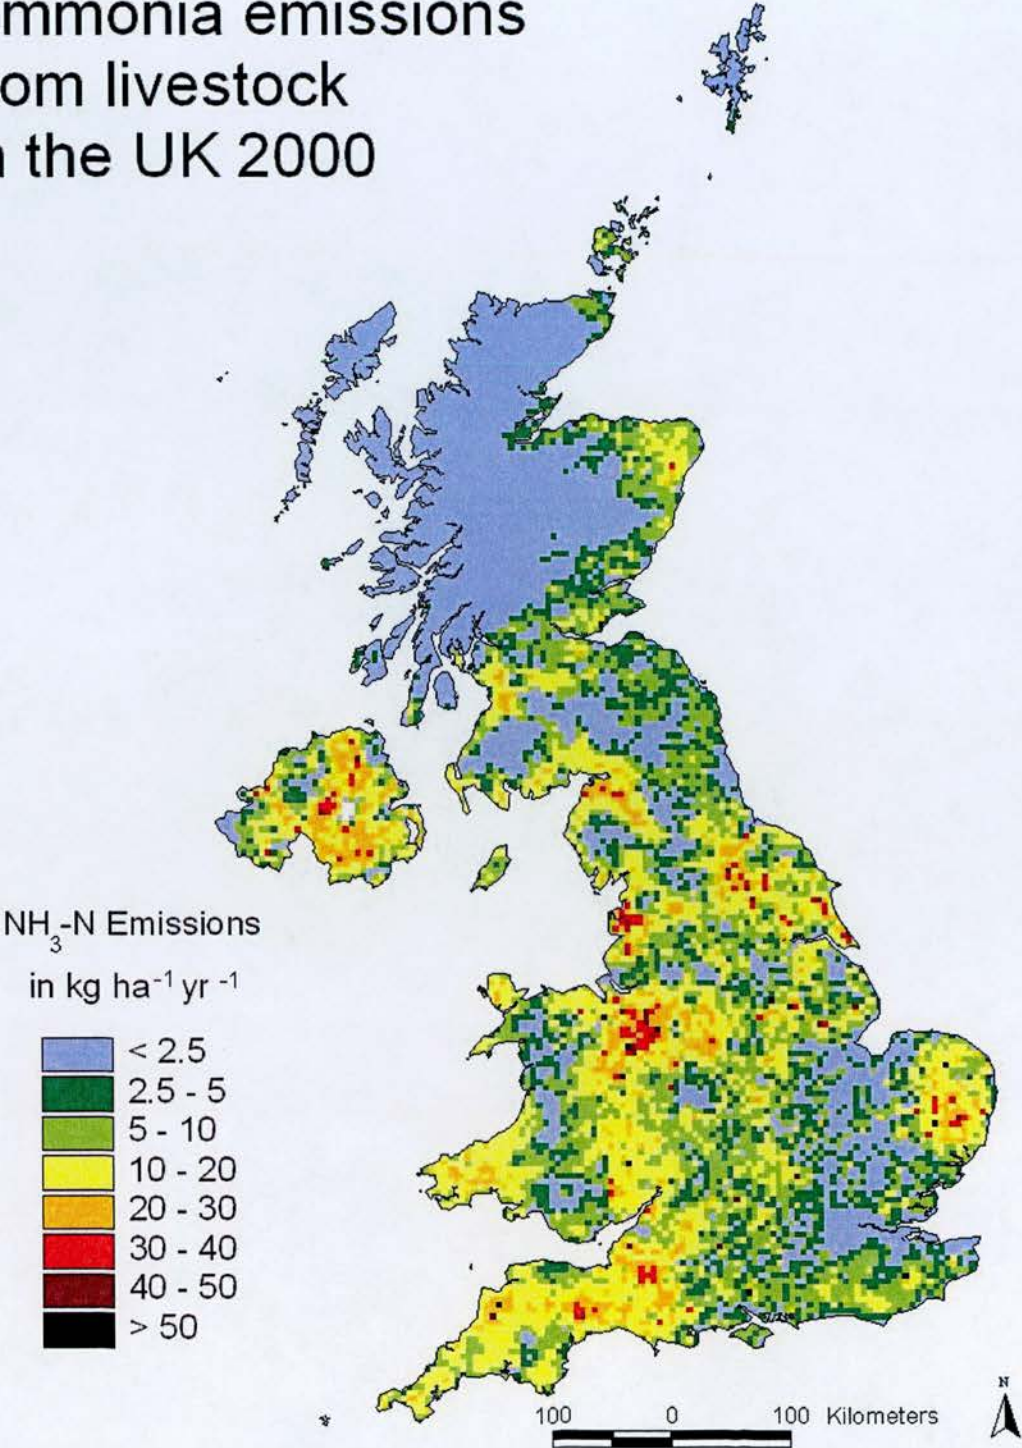 mmonia emissions
om livestock
the UK 2000
NH3-N Emissions
in kg ha-1 yr -1
< 2.5
2.5 - 5
5 - 10
10 - 20
20 - 30
30 - 40
40 - 50
> 50
N
100 0 100 Kilometers